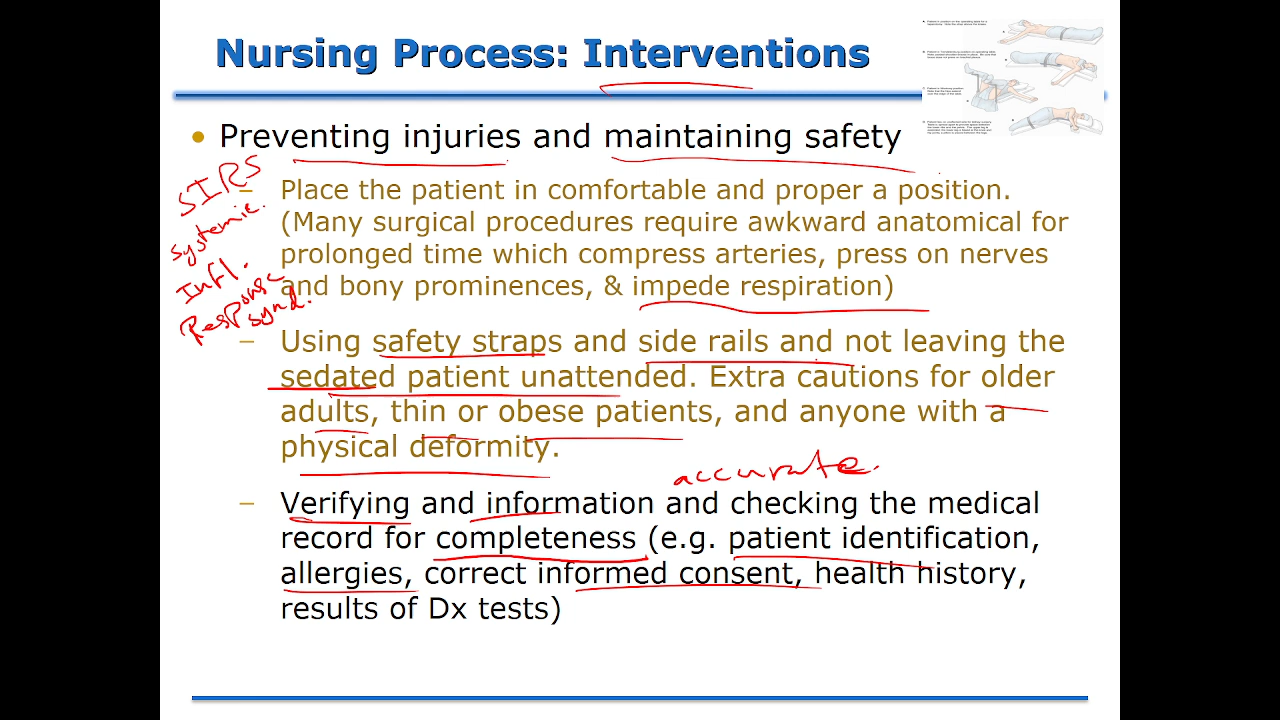 Nursing Process: Interventions
• Preventing injuries and maintaining safety
– Place the patient in comfortable and proper a position.
(Many surgical procedures require awkward anatomical for
prolonged time which compress arteries, press on nerves
and bony prominences, & impede respiration)
– Using safety straps and side rails and not leaving the
sedated patient unattended. Extra cautions for older
adults, thin or obese patients, and anyone with a
physical deformity.
– Verifying and information and checking the medical
record for completeness (e.g. patient identification,
allergies, correct informed consent, health history,
results of Dx tests)
SIRS
Systemic.
Infl.
Response
Synd.
accurate.